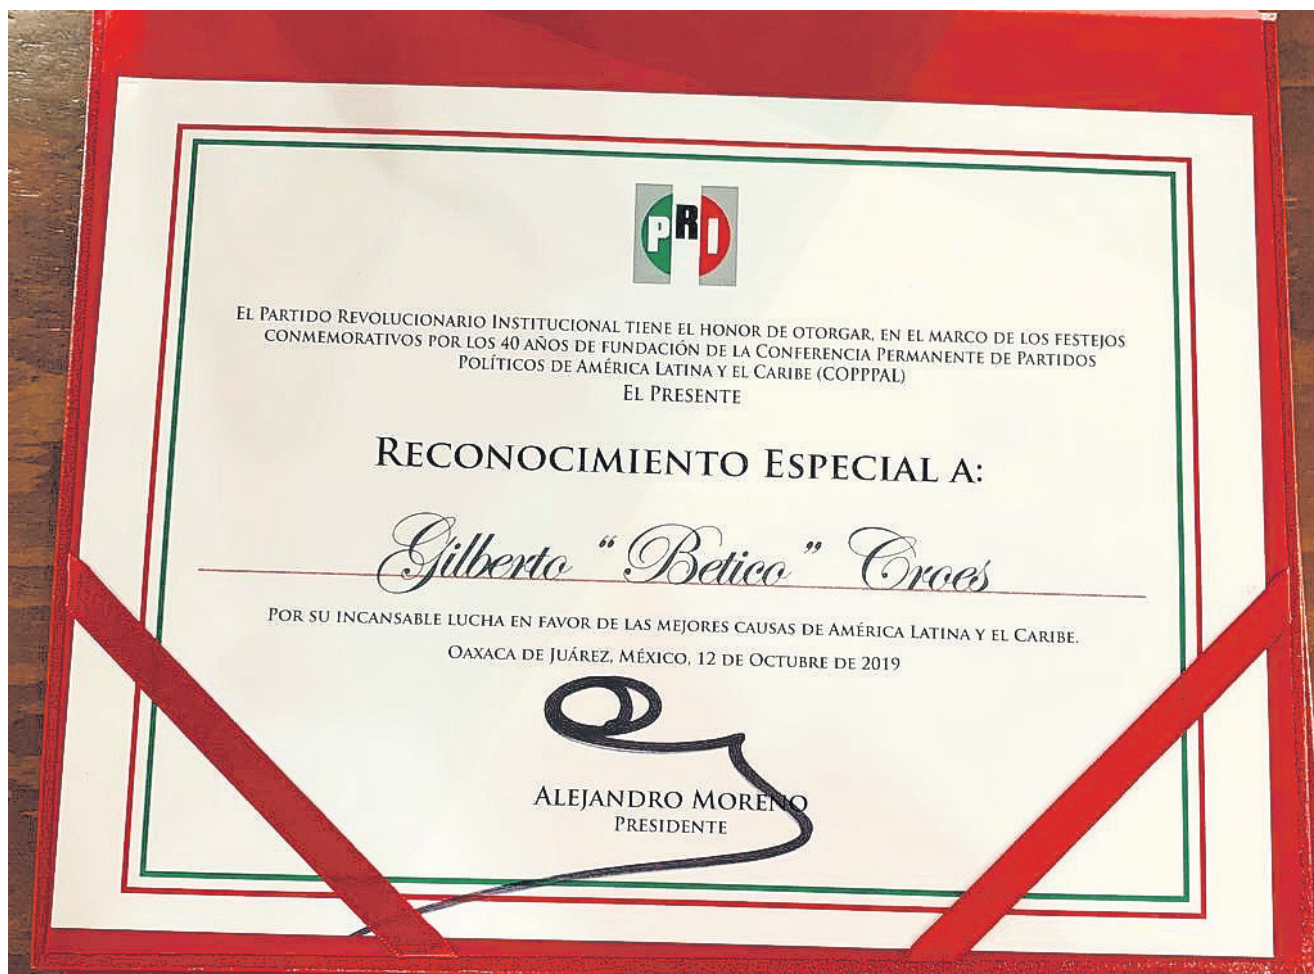 PRI
EL PARTIDO REVOLUCIONARIO INSTITUCIONAL TIENE EL HONOR DE OTORGAR, EN EL MARCO DE LOS FESTEJOS
CONMEMORATIVOS POR LOS 40 AÑOS DE FUNDACIÓN DE LA CONFERENCIA PERMANENTE DE PARTIDOS
POLÍTICOS DE AMÉRICA LATINA Y EL CARIBE (COPPPAL)
EL PRESENTE
RECONOCIMIENTO ESPECIAL A:
Gilberto "Betico" Croes
POR SU INCANSABLE LUCHA EN FAVOR DE LAS MEJORES CAUSAS DE AMÉRICA LATINA Y EL CARIBE.
OAXACA DE JUÁREZ, MÉXICO, 12 DE OCTUBRE DE 2019
ALEJANDRO MORENO
PRESIDENTE